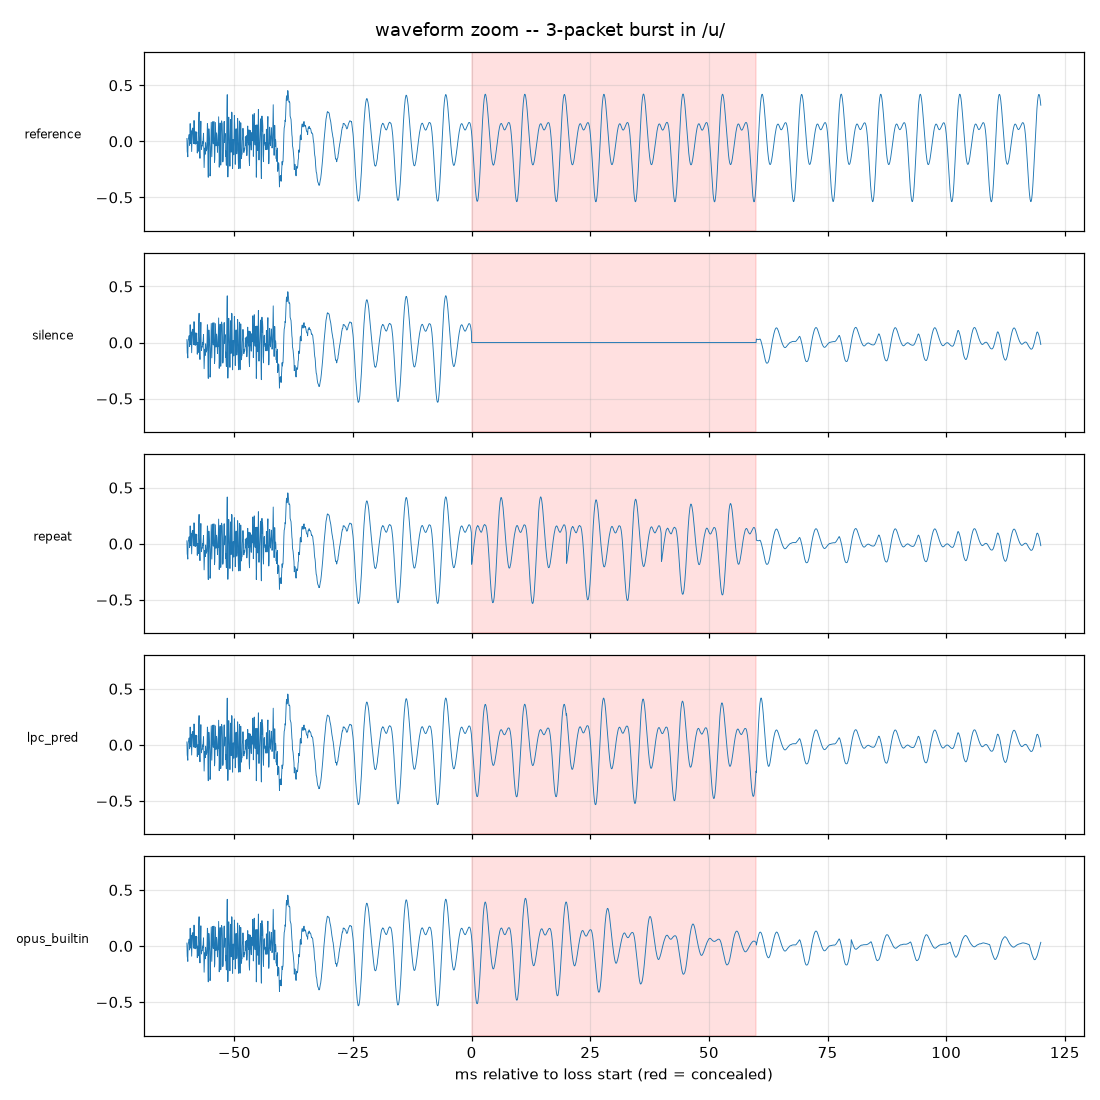 waveform zoom -- 3-packet burst in /u/
reference
0.5
0.0
−0.5
silence
0.5
0.0
−0.5
repeat
0.5
0.0
−0.5
lpc_pred
0.5
0.0
−0.5
opus_builtin
0.5
0.0
−0.5
−50 −25 0 25 50 75 100 125
ms relative to loss start (red = concealed)